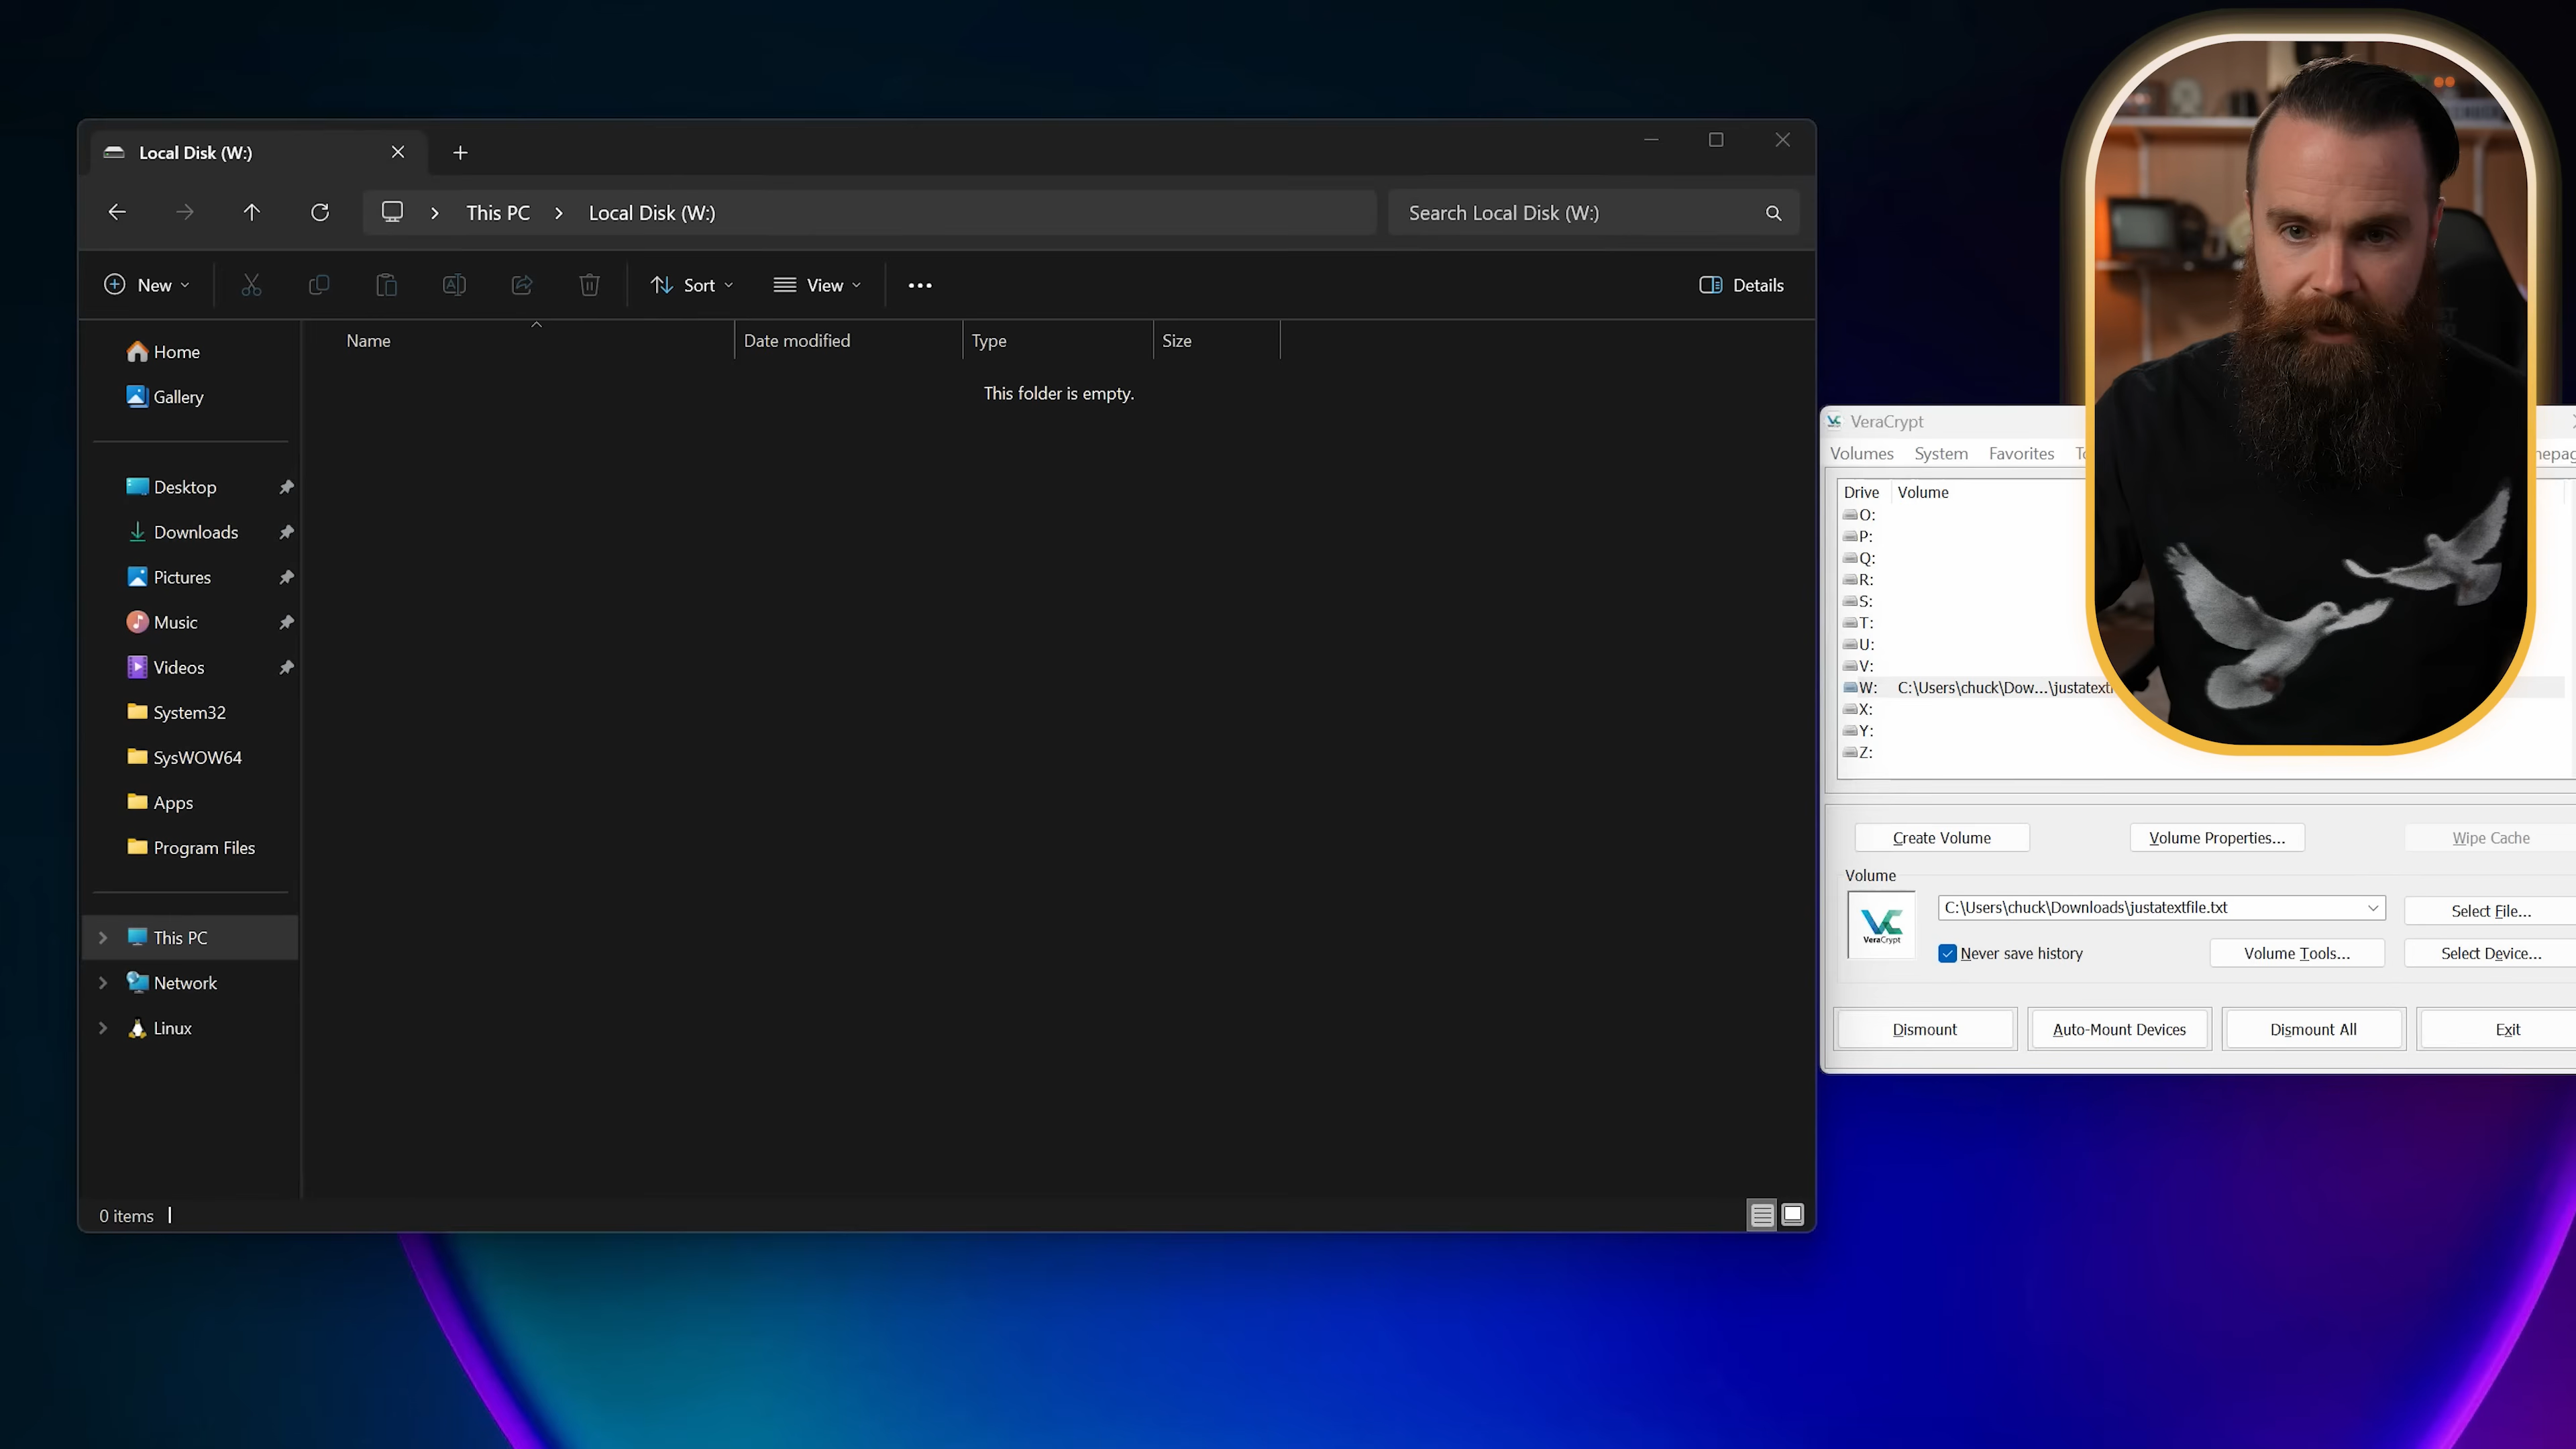 Local Disk (W:)
This PC > Local Disk (W:)
Search Local Disk (W:)
New
Sort
View
Details
Name
Date modified
Type
Size
This folder is empty.
Home
Gallery
Desktop
Downloads
Pictures
Music
Videos
System32
SysWOW64
Apps
Program Files
This PC
Network
Linux
0 items
VeraCrypt
Volumes System Favorites
Drive Volume
O:
P:
Q:
R:
S:
T:
U:
V:
W: C:\Users\chuck\Dow...\justatext
X:
Y:
Z:
Create Volume
Volume Properties...
Wipe Cache
Volume
VeraCrypt
C:\Users\chuck\Downloads\justatextfile.txt
Select File...
Never save history
Volume Tools...
Select Device...
Dismount
Auto-Mount Devices
Dismount All
Exit